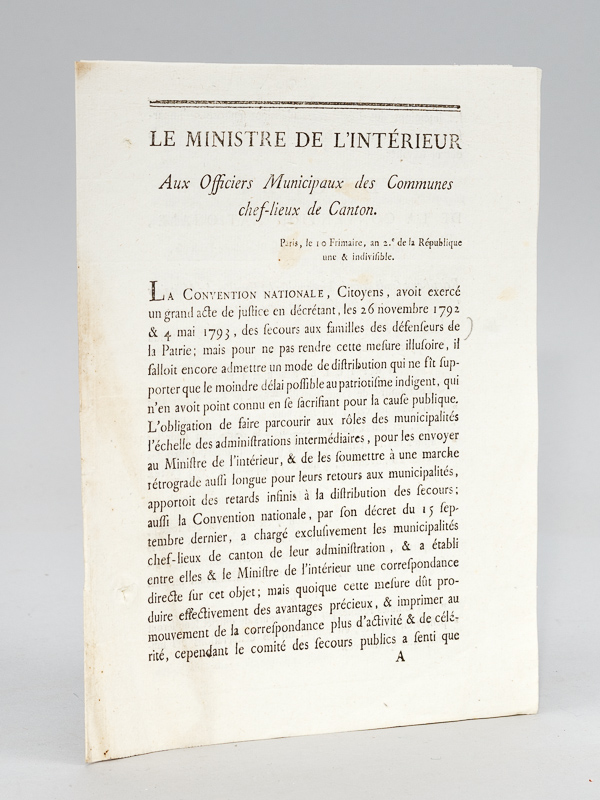 LE MINISTRE DE L'INTÉRIEUR
Aux Officiers Municipaux des Communes
chef-lieux de Canton.
Paris, le 10 Frimaire, an 2.e de la République
une & indiviſible.
LA CONVENTION NATIONALE, Citoyens, avoit exercé
un grand acte de juſtice en décrétant, les 26 novembre 1792
& 4 mai 1793, des ſecours aux familles des défenſeurs de
la Patrie; mais pour ne pas rendre cette meſure illuſoire, il
falloit encore admettre un mode de diſtribution qui ne fît ſup-
porter que le moindre délai poſſible au patriotiſme indigent, qui
n'en avoit point connu en ſe ſacrifiant pour la cauſe publique.
L'obligation de faire parcourir aux rôles des municipalités
l'échelle des adminiſtrations intermédiaires, pour les envoyer
au Miniſtre de l'intérieur, & de les ſoumettre à une marche
rétrograde auſſi longue pour leurs retours aux municipalités,
apportoit des retards infinis à la diſtribution des ſecours;
auſſi la Convention nationale, par ſon décret du 15 ſep-
tembre dernier, a chargé excluſivement les municipalités
chef-lieux de canton de leur adminiſtration, & a établi
entre elles & le Miniſtre de l'intérieur une correſpondance
directe ſur cet objet; mais quoique cette meſure dût pro-
duire effectivement des avantages précieux, & imprimer au
mouvement de la correſpondance plus d'activité & de célé-
rité, cependant le comité des ſecours publics a ſenti que
A